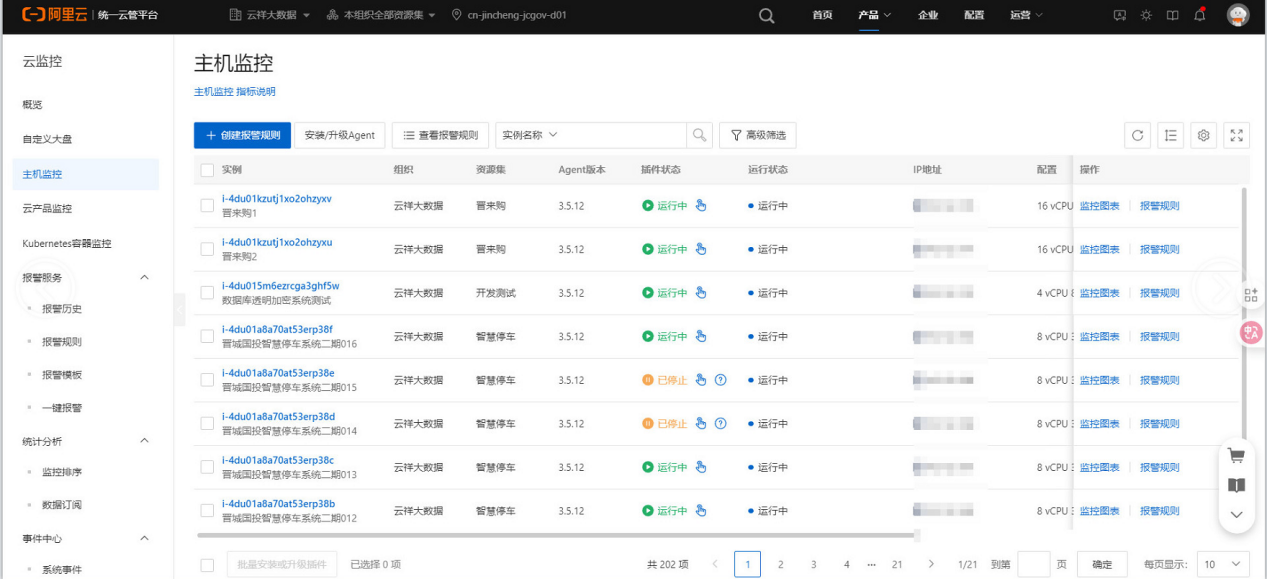 阿里云 | 统一云管平台 云祥大数据 本组织全部资源集 cn-jincheng-jcgov-d01 首页 产品 企业 配置 运营
云监控
概览
自定义大盘
主机监控
云产品监控
Kubernetes容器监控
报警服务
报警历史
报警规则
报警模板
一键报警
统计分析
监控排序
数据订阅
事件中心
系统事件
主机监控
主机监控 指标说明
创建报警规则 安装/升级Agent 查看报警规则 实例名称 高级筛选
实例 组织 资源集 Agent版本 插件状态 运行状态 IP地址 配置 操作
i-4du01kzutj1xo2ohzyxv
晋来购1 云祥大数据 晋来购 3.5.12 运行中 运行中 16 vCPU 监控图表 报警规则
i-4du01kzutj1xo2ohzyxu
晋来购2 云祥大数据 晋来购 3.5.12 运行中 运行中 16 vCPU 监控图表 报警规则
i-4du015m6ezrcga3ghf5w
数据库透明加密系统测试 云祥大数据 开发测试 3.5.12 运行中 运行中 4 vCPU 监控图表 报警规则
i-4du01a8a70at53erp38f
晋城国投智慧停车系统二期016 云祥大数据 智慧停车 3.5.12 运行中 运行中 8 vCPU 监控图表 报警规则
i-4du01a8a70at53erp38e
晋城国投智慧停车系统二期015 云祥大数据 智慧停车 3.5.12 已停止 运行中 8 vCPU 监控图表 报警规则
i-4du01a8a70at53erp38d
晋城国投智慧停车系统二期014 云祥大数据 智慧停车 3.5.12 已停止 运行中 8 vCPU 监控图表 报警规则
i-4du01a8a70at53erp38c
晋城国投智慧停车系统二期013 云祥大数据 智慧停车 3.5.12 运行中 运行中 8 vCPU 监控图表 报警规则
i-4du01a8a70at53erp38b
晋城国投智慧停车系统二期012 云祥大数据 智慧停车 3.5.12 运行中 运行中 8 vCPU 监控图表 报警规则
批量安装或升级插件 已选择 0 项 共 202 项 1 2 3 4 ... 21 1/21 到第 页 确定 每页显示: 10